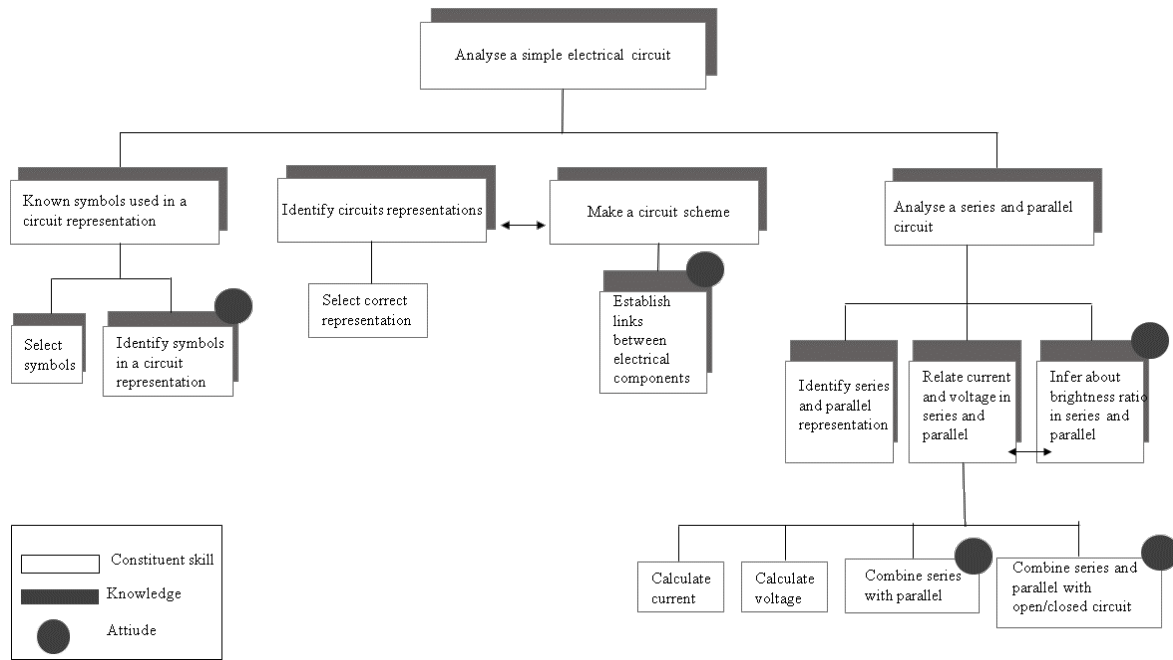 Analyse a simple electrical circuit
Known symbols used in a
circuit representation
Identify circuits representations
Make a circuit scheme
Analyse a series and parallel
circuit
Select
symbols
Identify symbols
in a circuit
representation
Select correct
representation
Establish
links
between
electrical
components
Identify series
and parallel
representation
Relate current
and voltage in
series and
parallel
Infer about
brightness ratio
in series and
parallel
Calculate
current
Calculate
voltage
Combine series
with parallel
Combine series and
parallel with
open/closed circuit
Constituent skill
Knowledge
Attiude